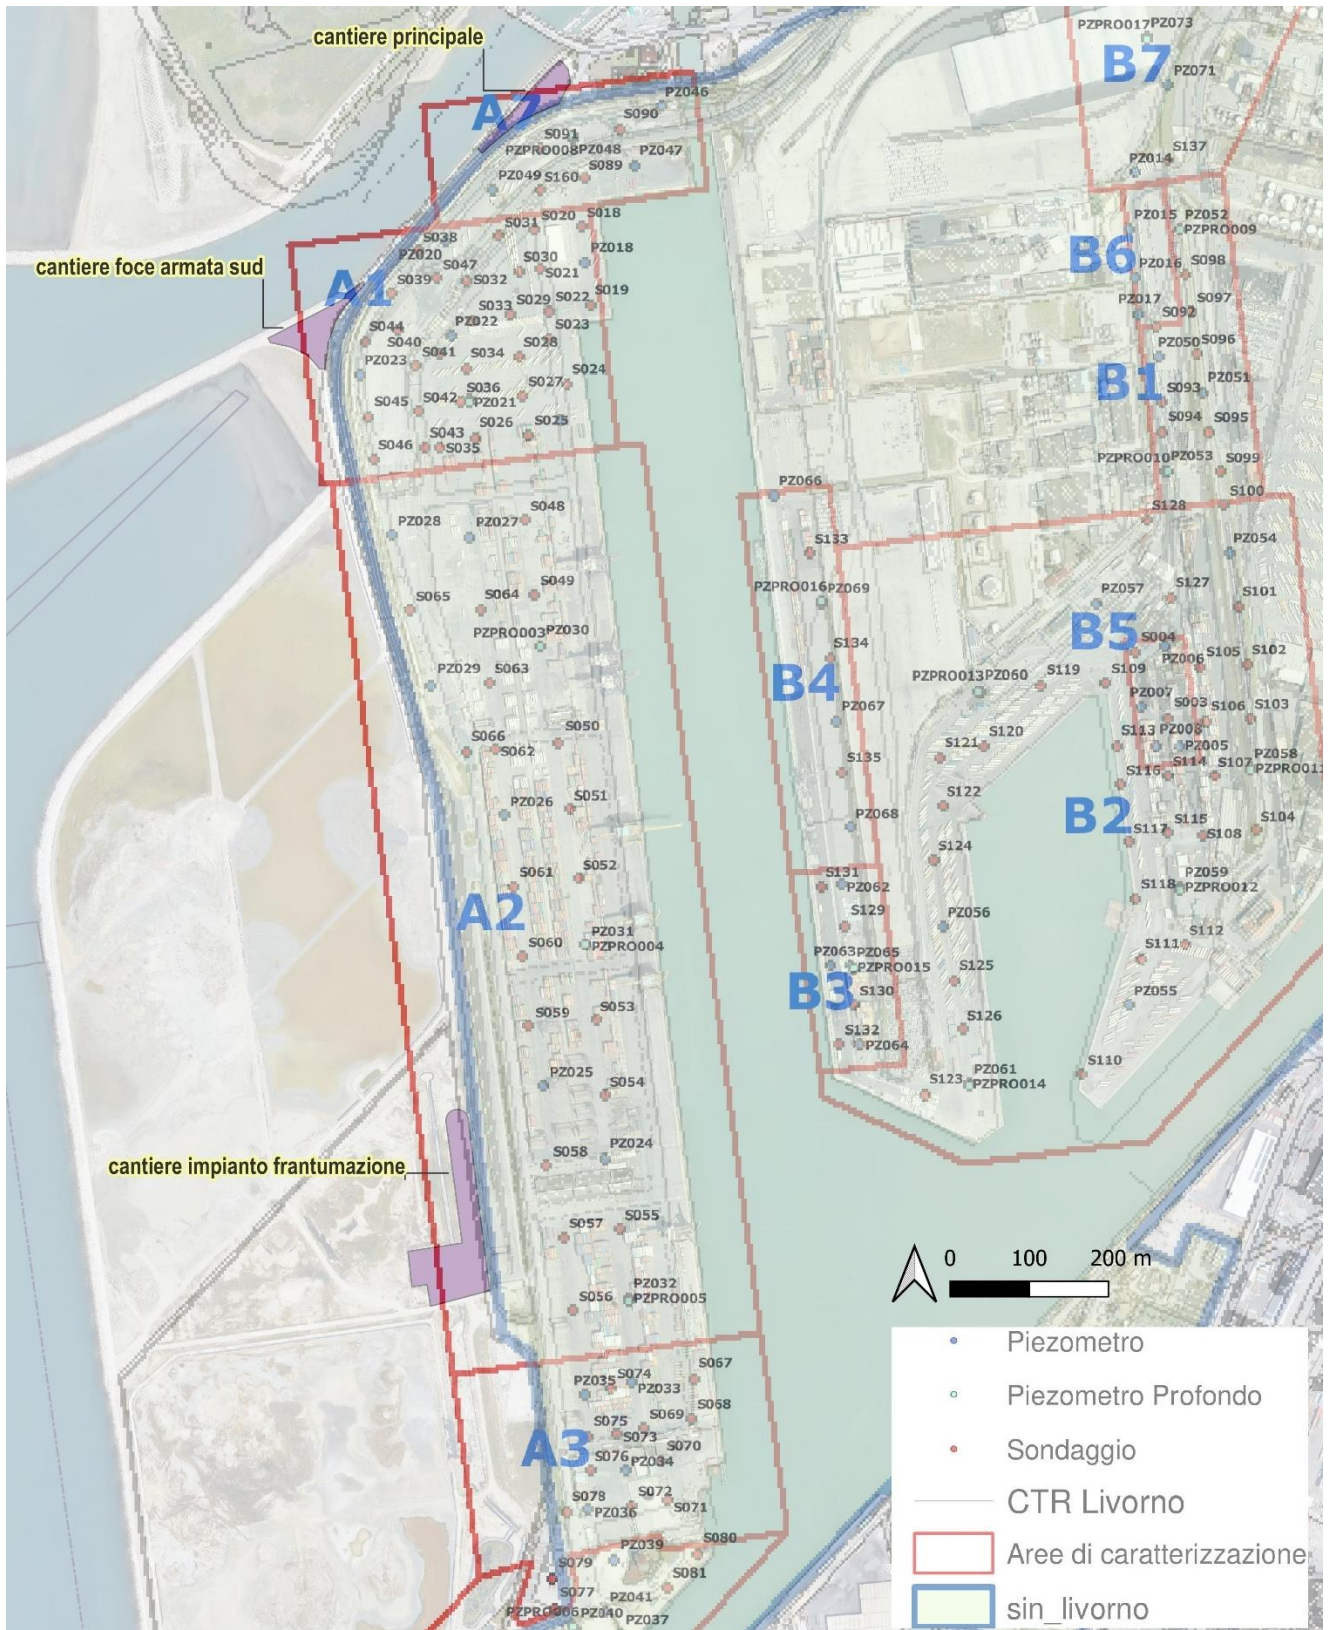 cantiere principale
PZPRO017 PZ073
B7
PZ071
PZ046
A7
S090
S091
PZPRO008 PZ048
PZ047
S089
S137
PZ014
PZ049
S160
S038
S031
S020
S018
PZ015
PZ052
PZPRO009
cantiere foce armata sud
PZ020
PZ018
B6
A1
S047
S030
S021
PZ016
S098
S039
S032
S029
S022
S019
S097
PZ017
S092
S033
PZ022
S023
S044
S040
S028
PZ050
S096
PZ023
S041
S034
B1
S024
S027
S093
PZ051
S036
PZ021
S042
S045
S094
S095
S026
S025
S043
S035
S046
PZPRO010
PZ053
S099
PZ066
S100
S048
S128
PZ028
PZ027
S133
PZ054
S049
S064
S065
PZPRO016
PZ069
PZ057
S127
S101
PZPRO003
PZ030
S134
B5
S004
PZ006
S105
S102
PZ029
S063
B4
PZPRO013
PZ060
S119
S109
PZ007
S003
S106
S103
PZ067
S066
S062
S050
S121
S120
S113
PZ008
PZ005
PZ058
PZPRO011
S135
S116
S114
S107
PZ026
S051
S122
B2
PZ068
S117
S115
S108
S104
S124
S061
S052
S131
PZ062
S118
PZ059
PZPRO012
A2
S129
PZ056
PZ031
PZPRO004
S060
PZ063
PZ065
PZPRO015
S111
S112
B3
S125
S059
S053
S130
PZ055
S132
PZ064
S126
PZ025
S054
S123
PZ061
PZPRO014
S110
cantiere impianto frantumazione
S058
PZ024
S057
S055
0 100 200 m
PZ032
PZPRO005
S056
Piezometro
S067
PZ035
S074
PZ033
Piezometro Profondo
S068
S075
S069
A3
S073
S070
Sondaggio
S076
PZ034
S078
S072
S071
CTR Livorno
PZ036
S080
PZ039
Aree di caratterizzazione
S079
S081
S077
PZ041
sin_livorno
PZPRO006
PZ040
PZ037